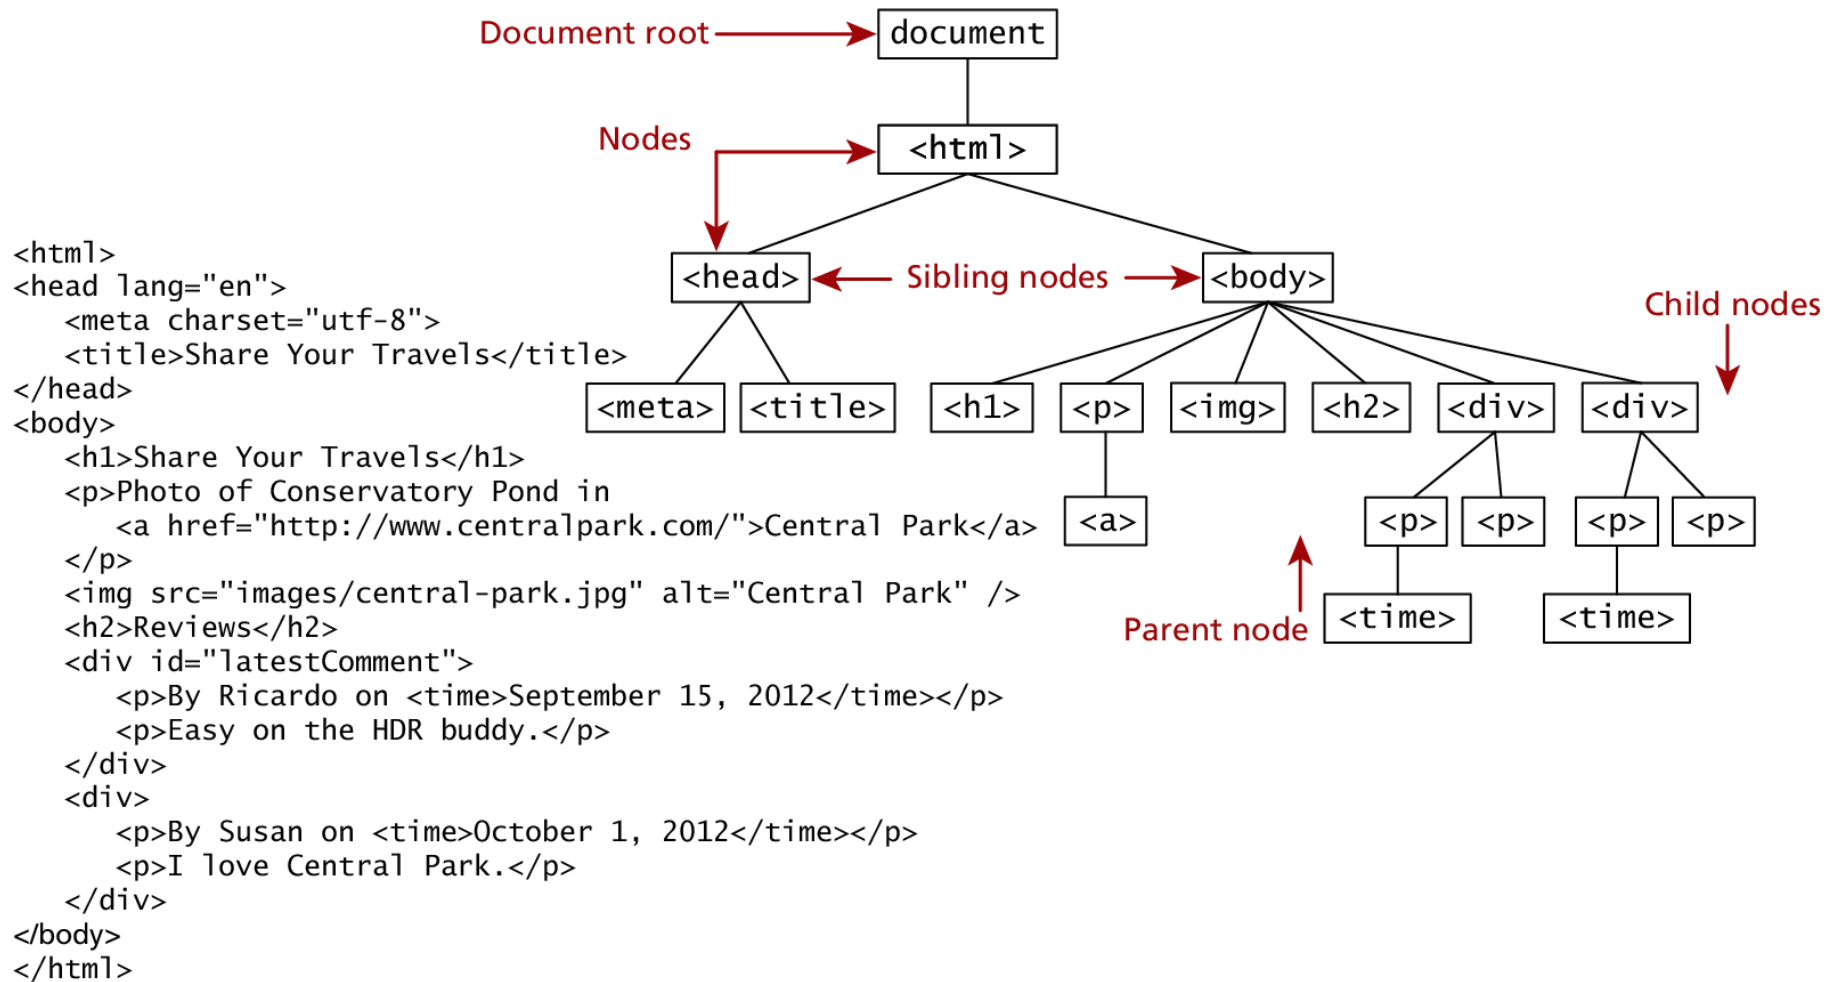 Document root
document
Nodes
<html>
<head>
Sibling nodes
<body>
Child nodes
<meta>
<title>
<h1>
<p>
<img>
<h2>
<div>
<div>
<a>
<p>
<p>
<p>
<p>
Parent node
<time>
<time>
<html>
<head lang="en">
<meta charset="utf-8">
<title>Share Your Travels</title>
</head>
<body>
<h1>Share Your Travels</h1>
<p>Photo of Conservatory Pond in
<a href="http://www.centralpark.com/">Central Park</a>
</p>
<img src="images/central-park.jpg" alt="Central Park" />
<h2>Reviews</h2>
<div id="latestComment">
<p>By Ricardo on <time>September 15, 2012</time></p>
<p>Easy on the HDR buddy.</p>
</div>
<div>
<p>By Susan on <time>October 1, 2012</time></p>
<p>I love Central Park.</p>
</div>
</body>
</html>